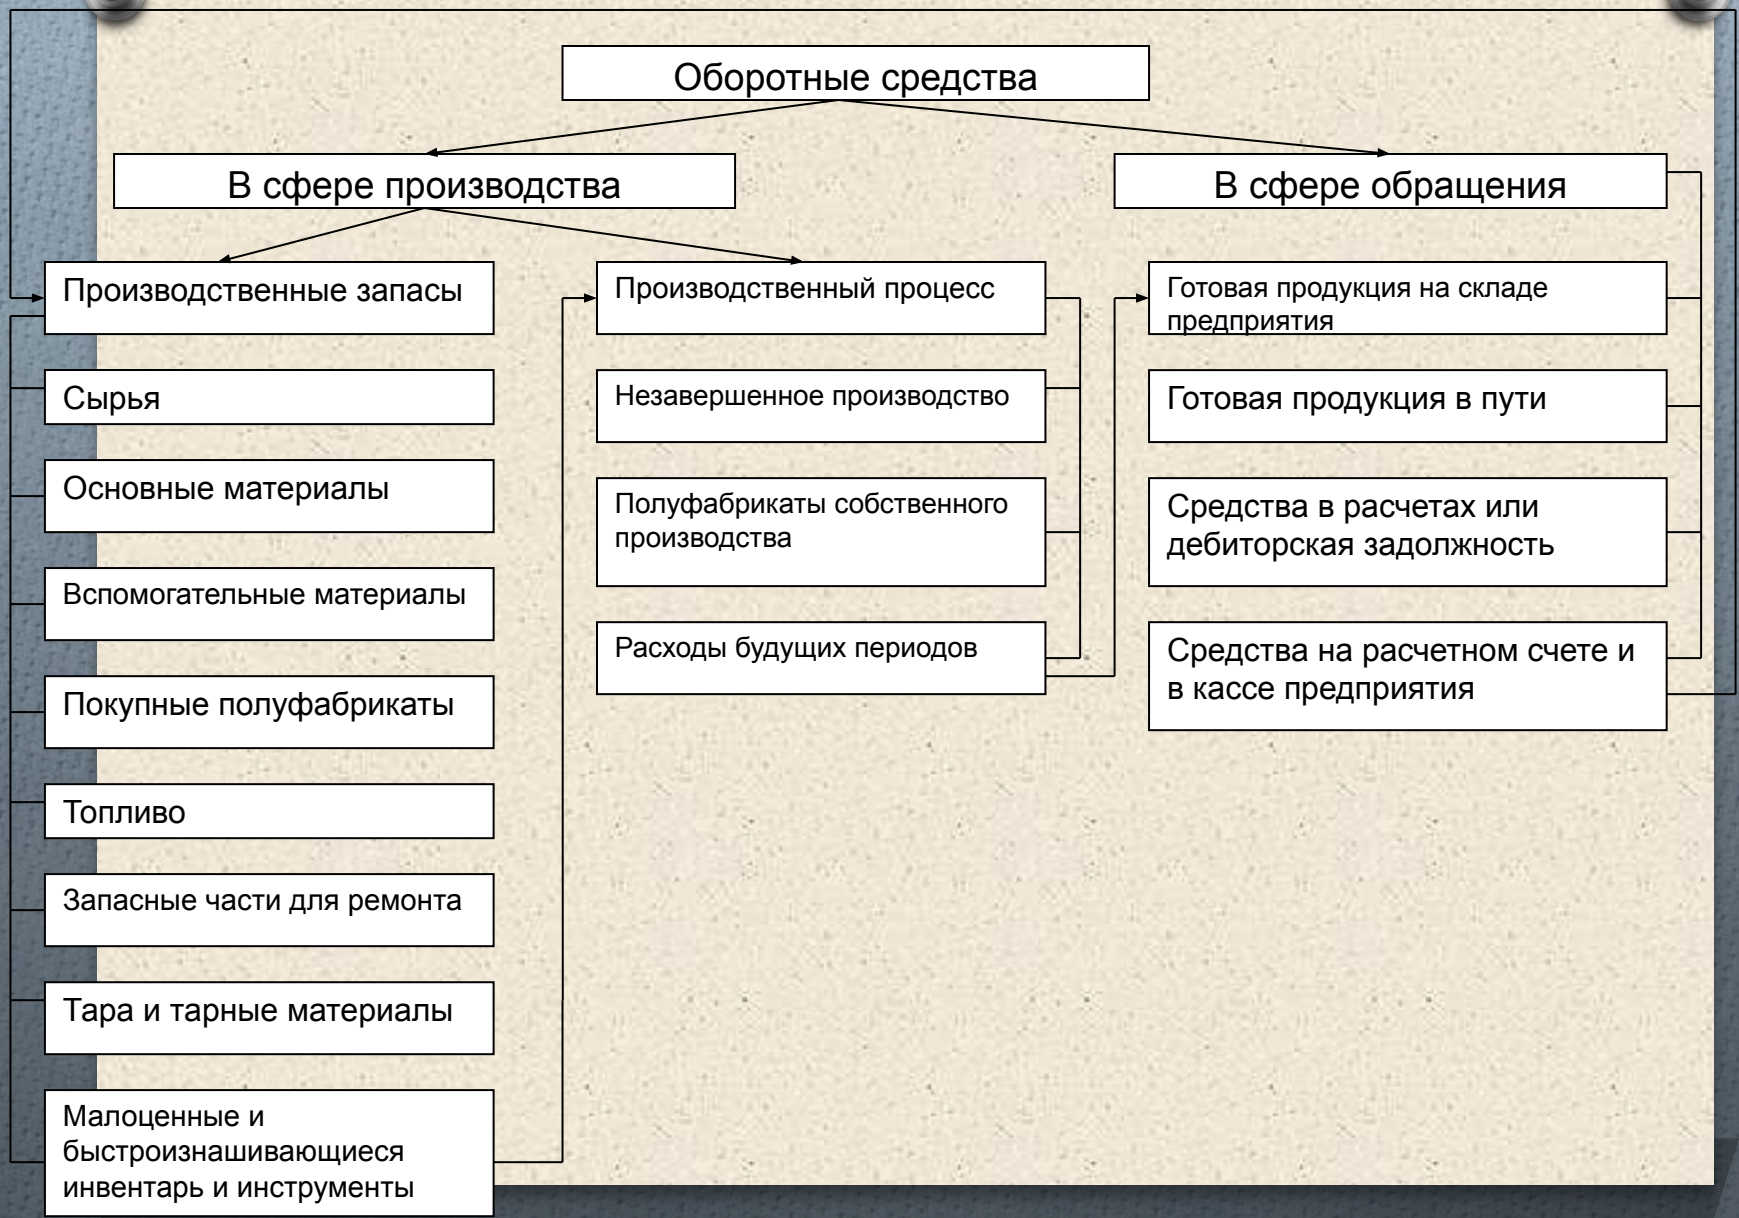 Оборотные средства
В сфере производства
В сфере обращения
Производственные запасы
Сырья
Основные материалы
Вспомогательные материалы
Покупные полуфабрикаты
Топливо
Запасные части для ремонта
Тара и тарные материалы
Малоценные и
быстроизнашивающиеся
инвентарь и инструменты
Производственный процесс
Незавершенное производство
Полуфабрикаты собственного
производства
Расходы будущих периодов
Готовая продукция на складе
предприятия
Готовая продукция в пути
Средства в расчетах или
дебиторская задолжность
Средства на расчетном счете и
в кассе предприятия